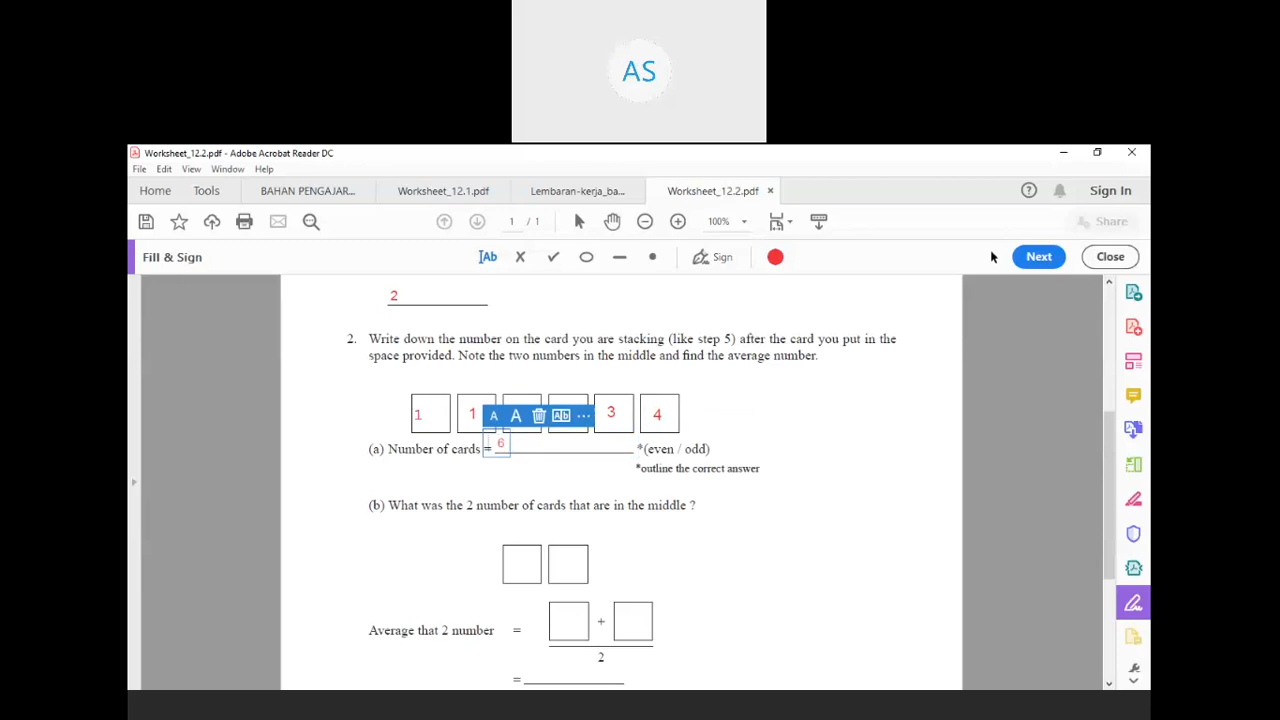 AS
Worksheet_12.2.pdf - Adobe Acrobat Reader DC
File Edit View Window Help
Home Tools BAHAN PENGAJAR... Worksheet_12.1.pdf Lembaran-kerja_ba... Worksheet_12.2.pdf ×
Sign In
1 / 1 100% Share
Fill & Sign Ab Sign Next Close
2
2. Write down the number on the card you are stacking (like step 5) after the card you put in the
space provided. Note the two numbers in the middle and find the average number.
1 1 A A Ab ... 3 4
(a) Number of cards = 6 *(even / odd)
*outline the correct answer
(b) What was the 2 number of cards that are in the middle ?
Average that 2 number = +
2
=